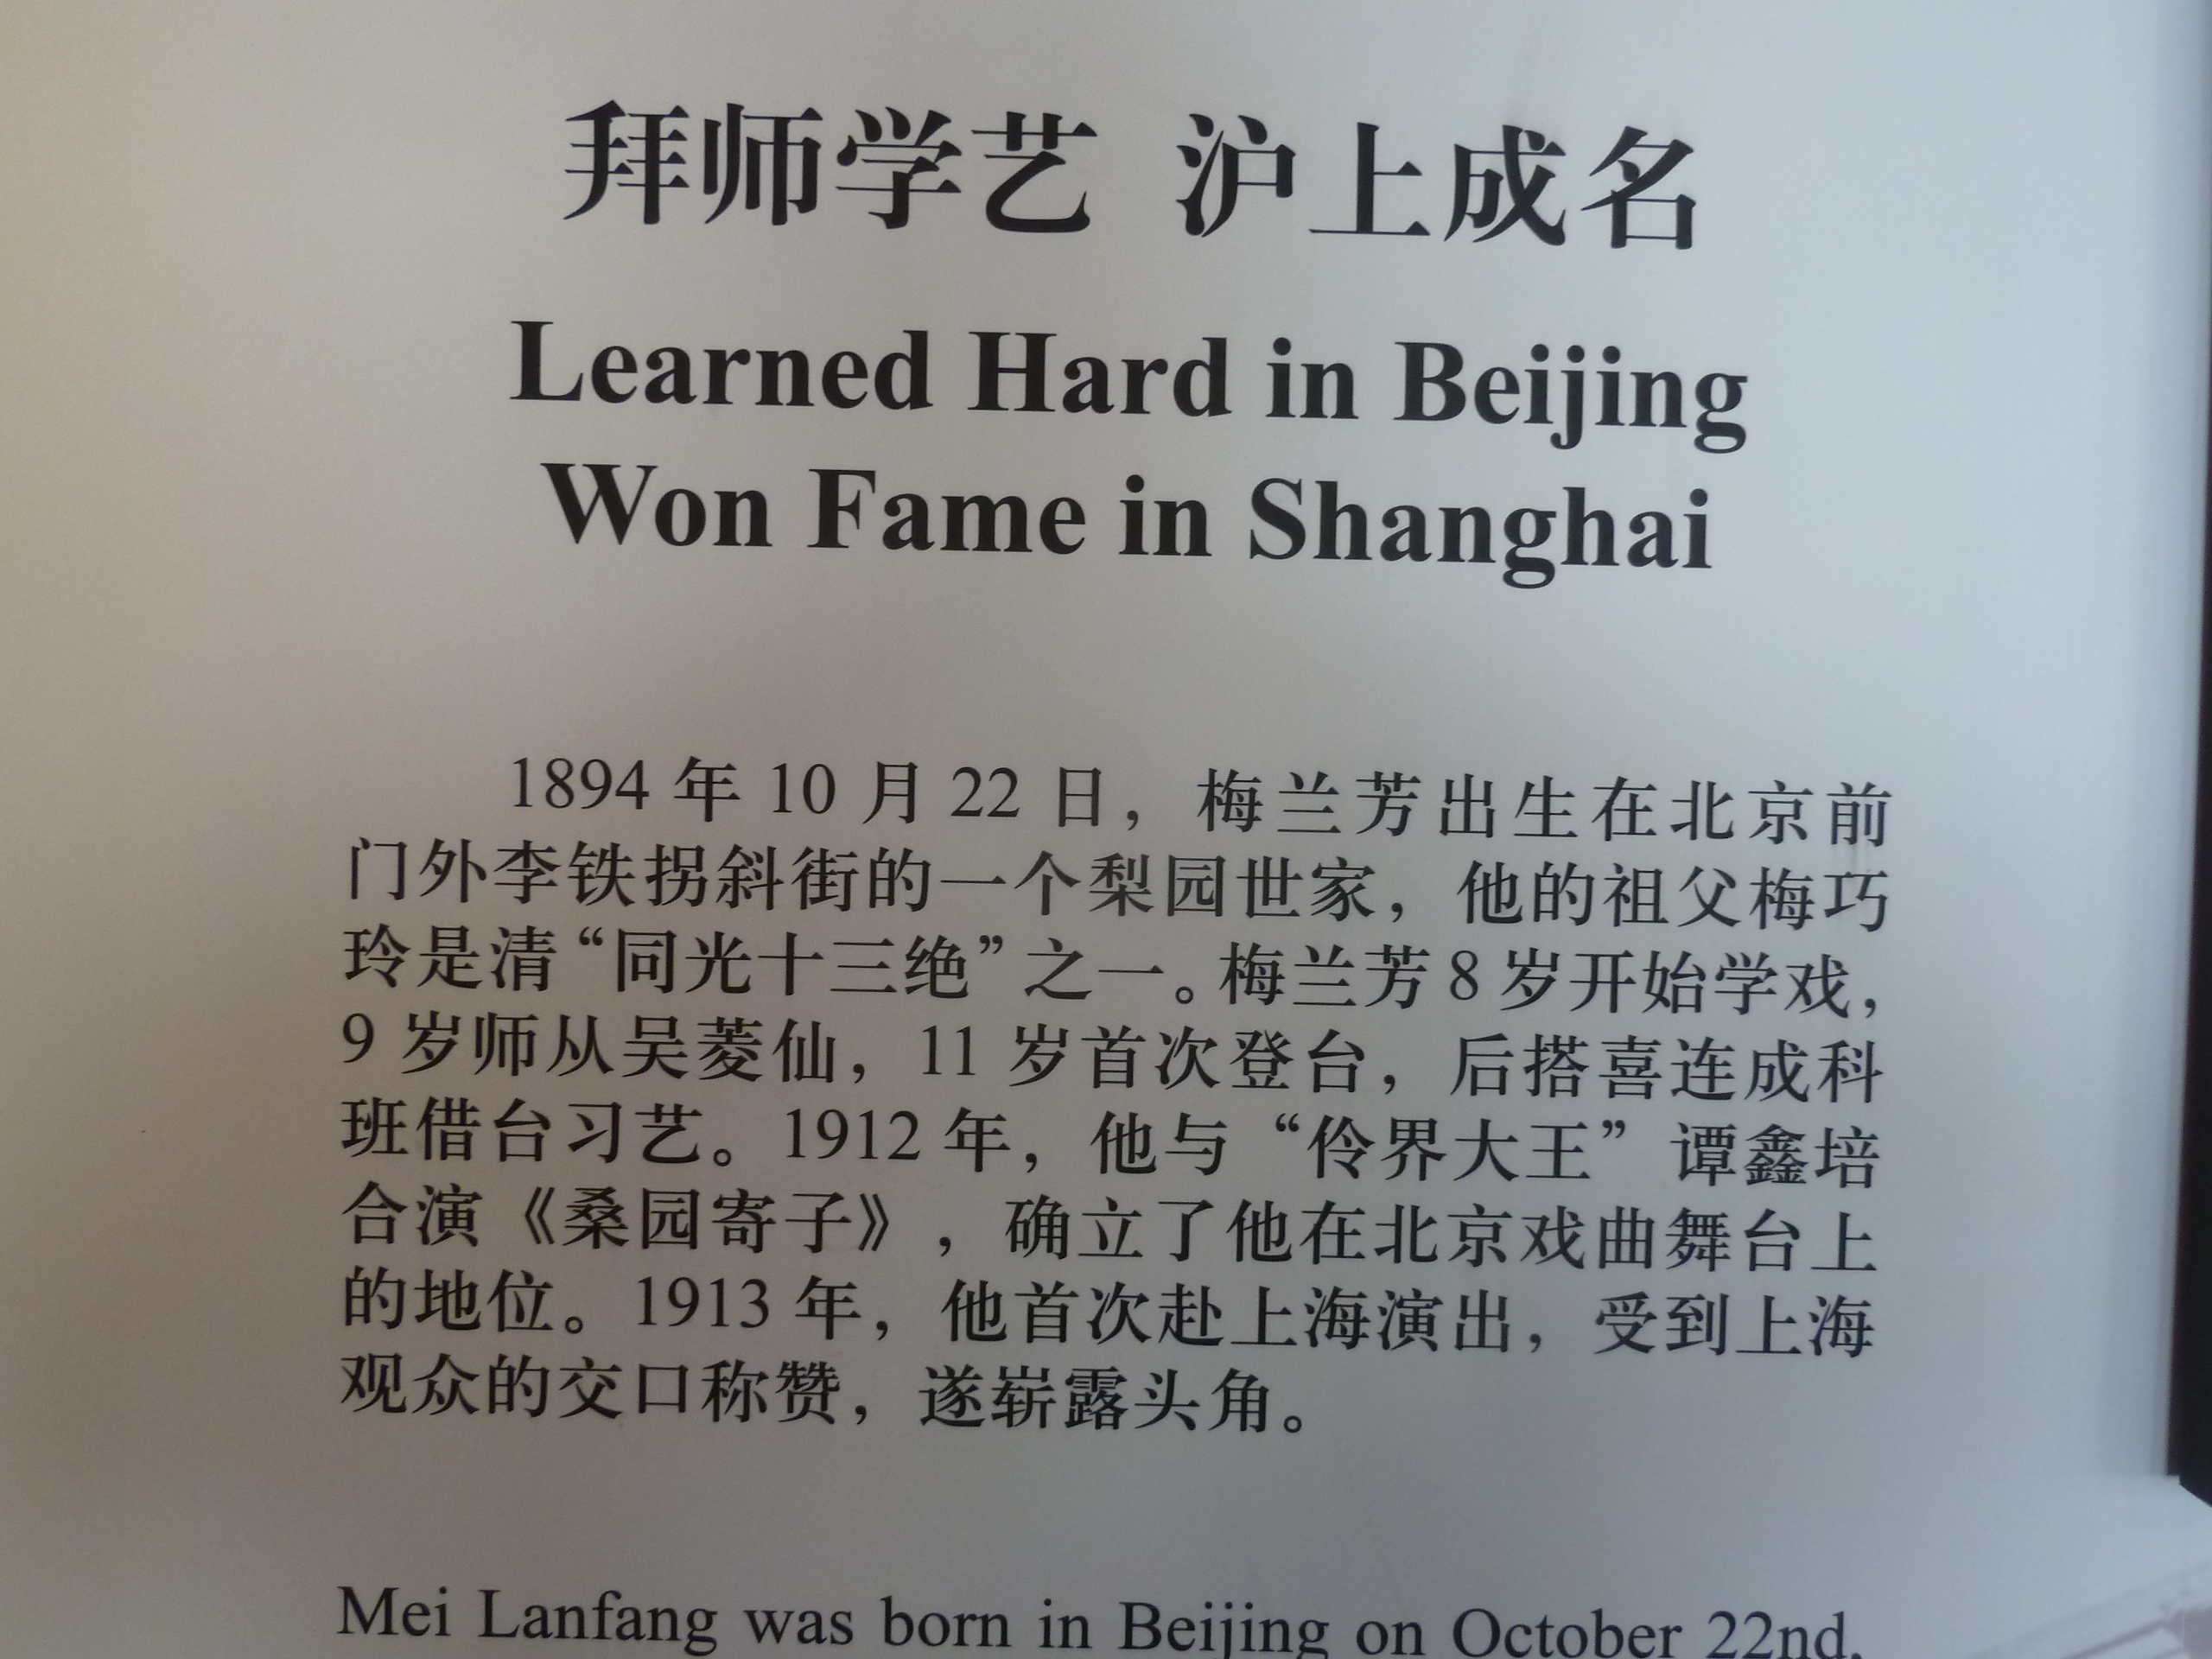 拜师学艺 沪上成名
Learned Hard in Beijing
Won Fame in Shanghai
1894 年 10 月 22 日，梅兰芳出生在北京前
门外李铁拐斜街的一个梨园世家，他的祖父梅巧
玲是清“同光十三绝”之一。梅兰芳 8 岁开始学戏，
9 岁师从吴菱仙，11 岁首次登台，后搭喜连成科
班借台习艺。1912 年，他与“伶界大王”谭鑫培
合演《桑园寄子》，确立了他在北京戏曲舞台上
的地位。1913 年，他首次赴上海演出，受到上海
观众的交口称赞，遂崭露头角。
Mei Lanfang was born in Beijing on October 22nd,